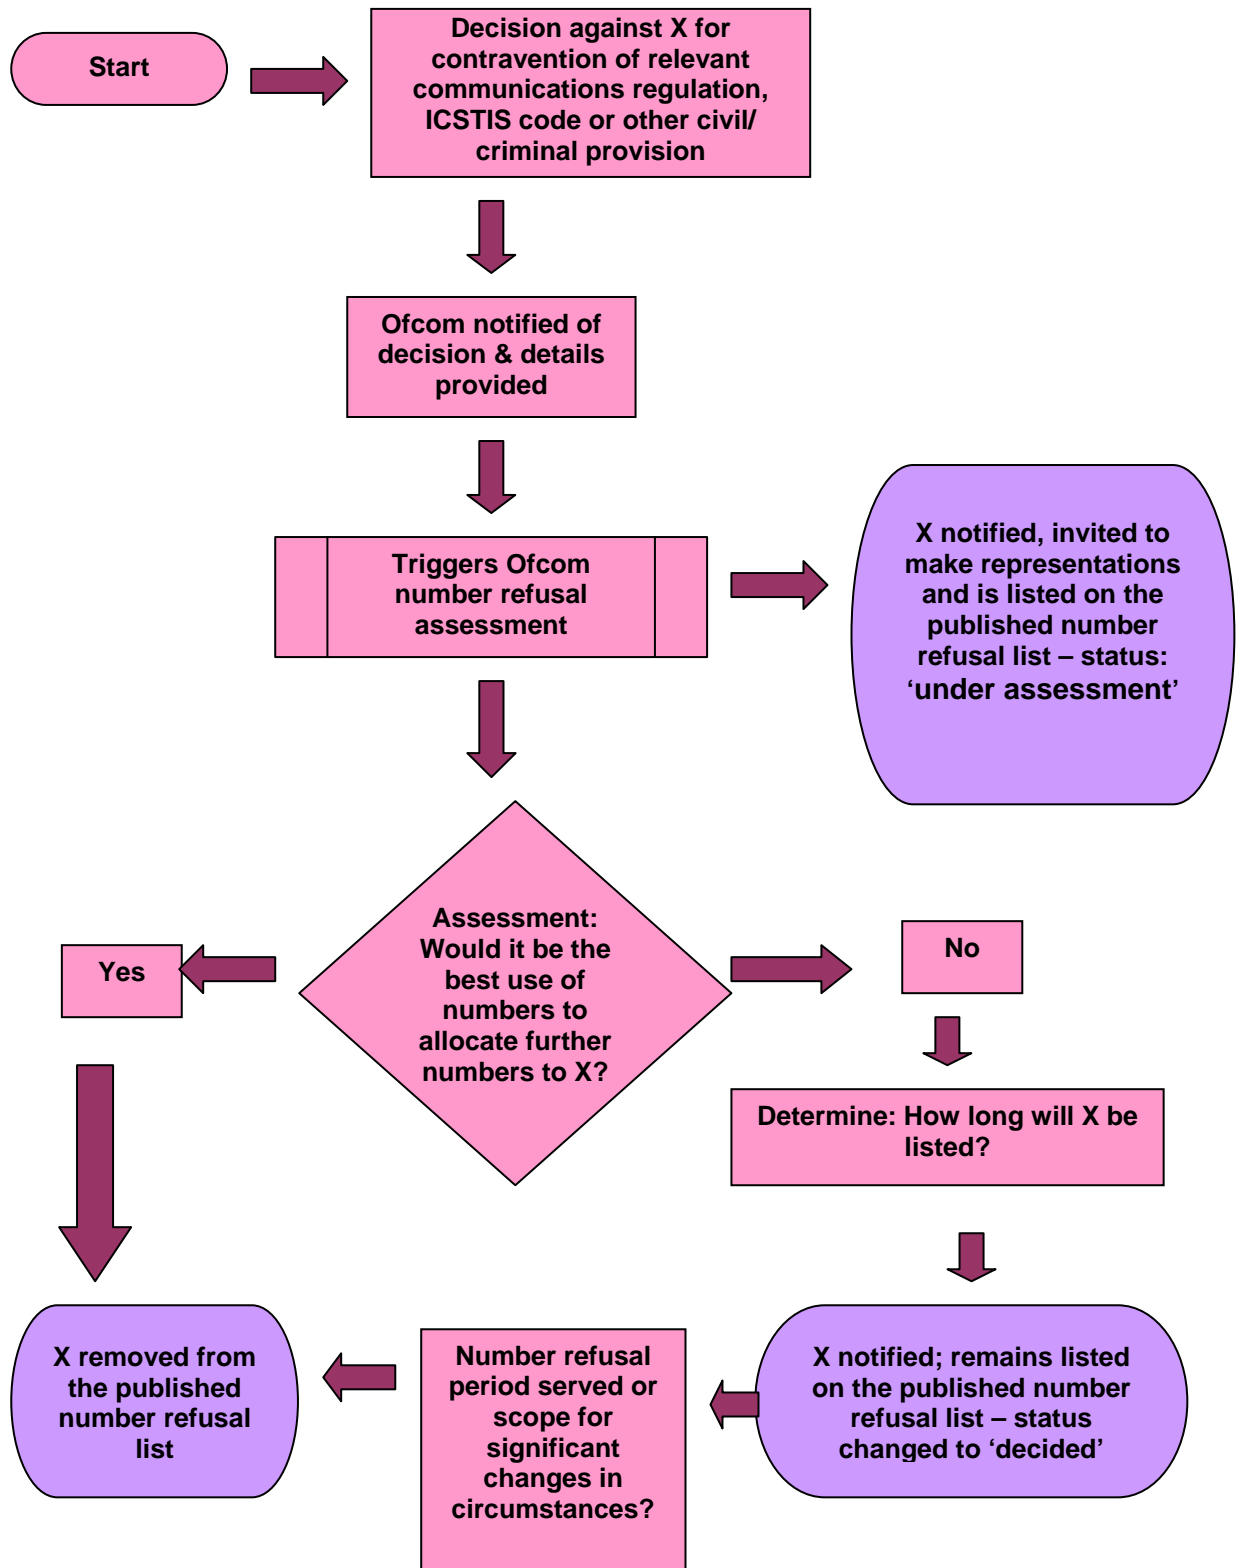 Start
Decision against X for
contravention of relevant
communications regulation,
ICSTIS code or other civil/
criminal provision
Ofcom notified of
decision & details
provided
Triggers Ofcom
number refusal
assessment
X notified, invited to
make representations
and is listed on the
published number
refusal list – status:
‘under assessment’
Assessment:
Would it be the
best use of
numbers to
allocate further
numbers to X?
Yes
No
Determine: How long will X be
listed?
X notified; remains listed
on the published number
refusal list – status
changed to ‘decided’
Number refusal
period served or
scope for
significant
changes in
circumstances?
X removed from
the published
number refusal
list